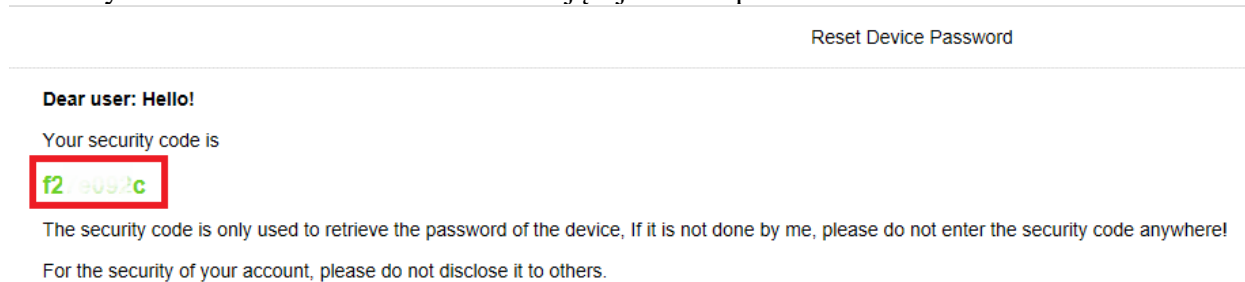 Reset Device Password
Dear user: Hello!
Your security code is
The security code is only used to retrieve the password of the device, If it is not done by me, please do not enter the security code anywhere!
For the security of your account, please do not disclose it to others.